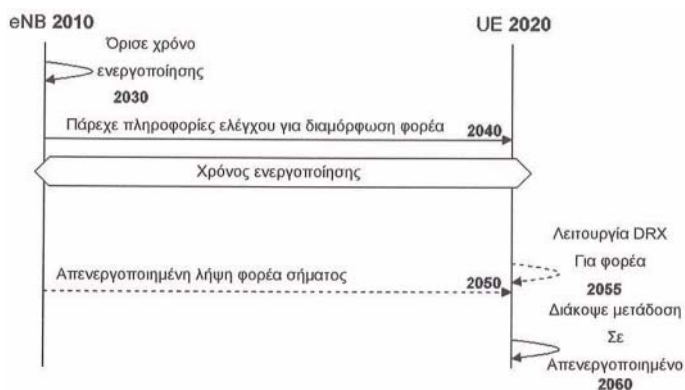 eNB 2010
UE 2020
Όρισε χρόνο
ενεργοποίησης
2030
Πάρεχε πληροφορίες ελέγχου για διαμόρφωση φορέα 2040
Χρόνος ενεργοποίησης
Λειτουργία DRX
Απενεργοποιημένη λήψη φορέα σήματος 2050
Για φορέα
2055
Διάκοψε μετάδοση
Σε
Απενεργοποιημένο
2060